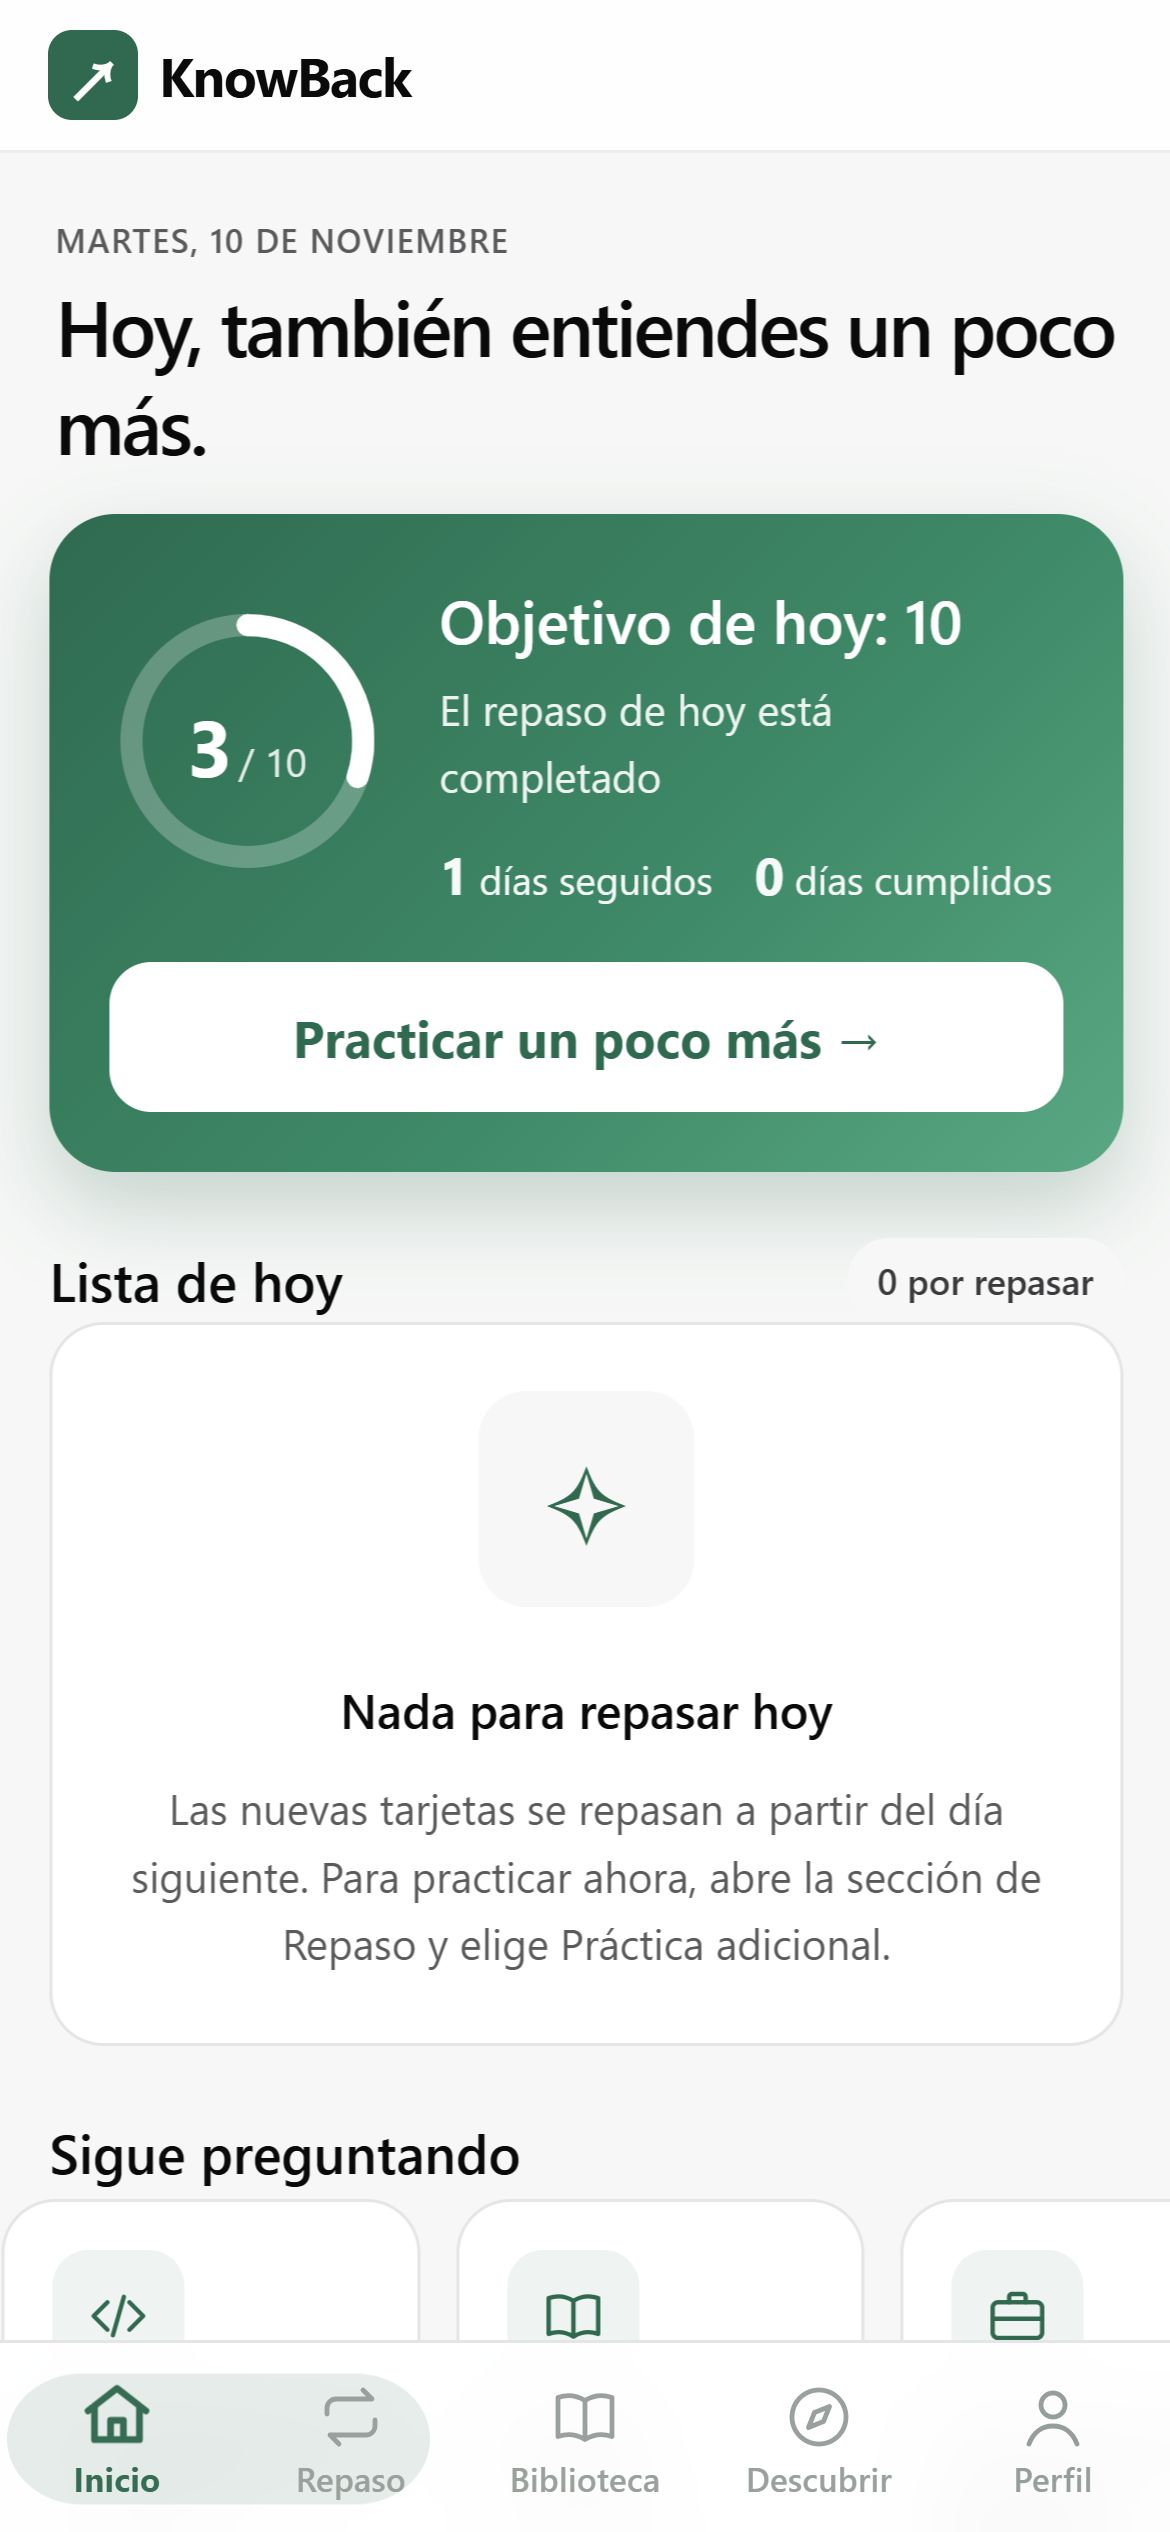 KnowBack
MARTES, 10 DE NOVIEMBRE
Hoy, también entiendes un poco
más.
3 / 10
Objetivo de hoy: 10
El repaso de hoy está
completado
1 días seguidos 0 días cumplidos
Practicar un poco más →
Lista de hoy
0 por repasar
Nada para repasar hoy
Las nuevas tarjetas se repasan a partir del día
siguiente. Para practicar ahora, abre la sección de
Repaso y elige Práctica adicional.
Sigue preguntando
Inicio
Repaso
Biblioteca
Descubrir
Perfil